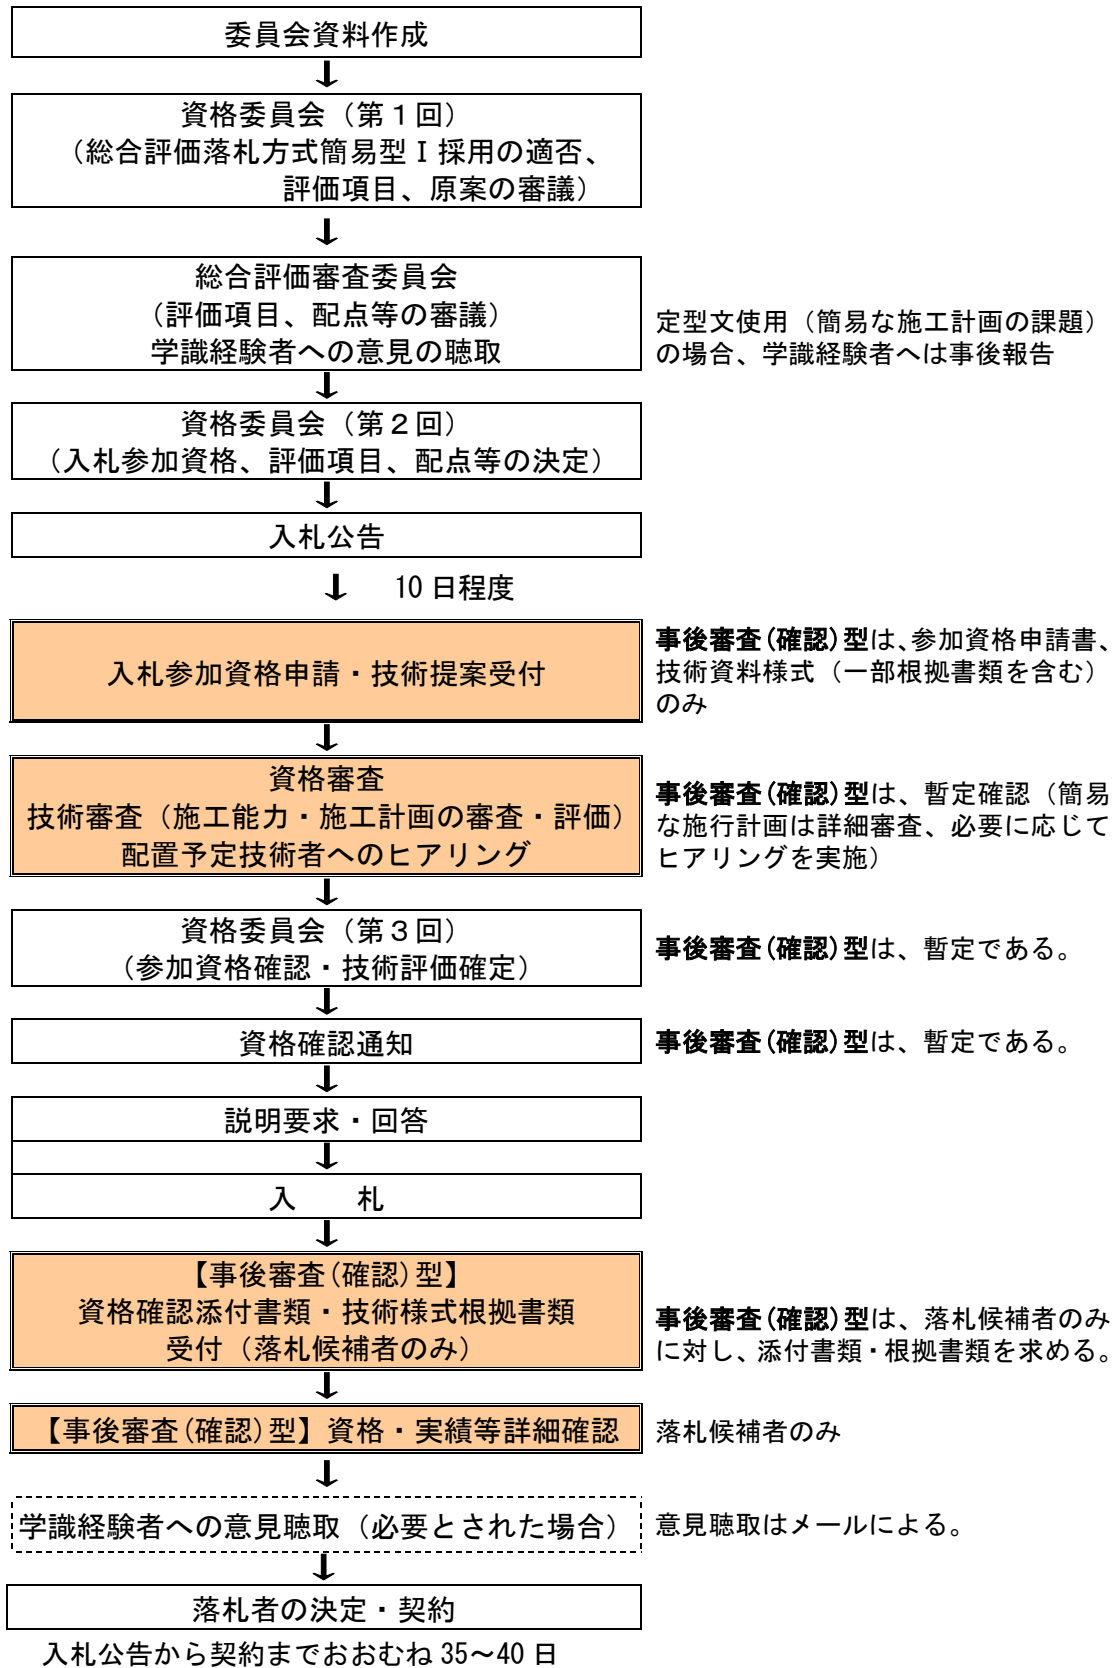 委員会資料作成
↓
資格委員会（第１回）
（総合評価落札方式簡易型Ⅰ採用の適否、
評価項目、原案の審議）
↓
総合評価審査委員会
（評価項目、配点等の審議）
学識経験者への意見の聴取
定型文使用（簡易な施工計画の課題）
の場合、学識経験者へは事後報告
↓
資格委員会（第２回）
（入札参加資格、評価項目、配点等の決定）
↓
入札公告
↓ 10日程度
入札参加資格申請・技術提案受付
事後審査(確認)型は、参加資格申請書、
技術資料様式（一部根拠書類を含む）
のみ
↓
資格審査
技術審査（施工能力・施工計画の審査・評価）
配置予定技術者へのヒアリング
事後審査(確認)型は、暫定確認（簡易
な施行計画は詳細審査、必要に応じて
ヒアリングを実施）
↓
資格委員会（第３回）
（参加資格確認・技術評価確定）
事後審査(確認)型は、暫定である。
↓
資格確認通知
事後審査(確認)型は、暫定である。
↓
説明要求・回答
↓
入　　札
↓
【事後審査(確認)型】
資格確認添付書類・技術様式根拠書類
受付（落札候補者のみ）
事後審査(確認)型は、落札候補者のみ
に対し、添付書類・根拠書類を求める。
↓
【事後審査(確認)型】資格・実績等詳細確認
落札候補者のみ
↓
学識経験者への意見聴取（必要とされた場合）
意見聴取はメールによる。
↓
落札者の決定・契約
入札公告から契約までおおむね35～40日